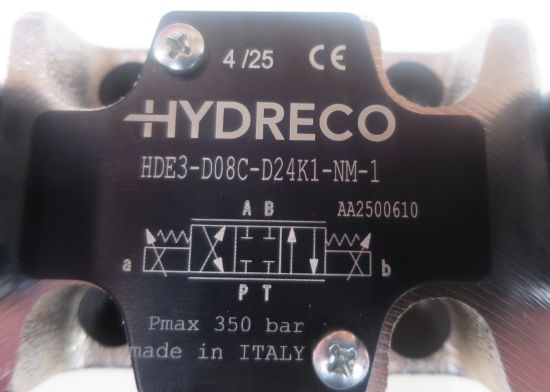 4 /25 CE
HYDRECO
HDE3-D08C-D24K1-NM-1
A B AA2500610
a b
P T
Pmax 350 bar
made in ITALY